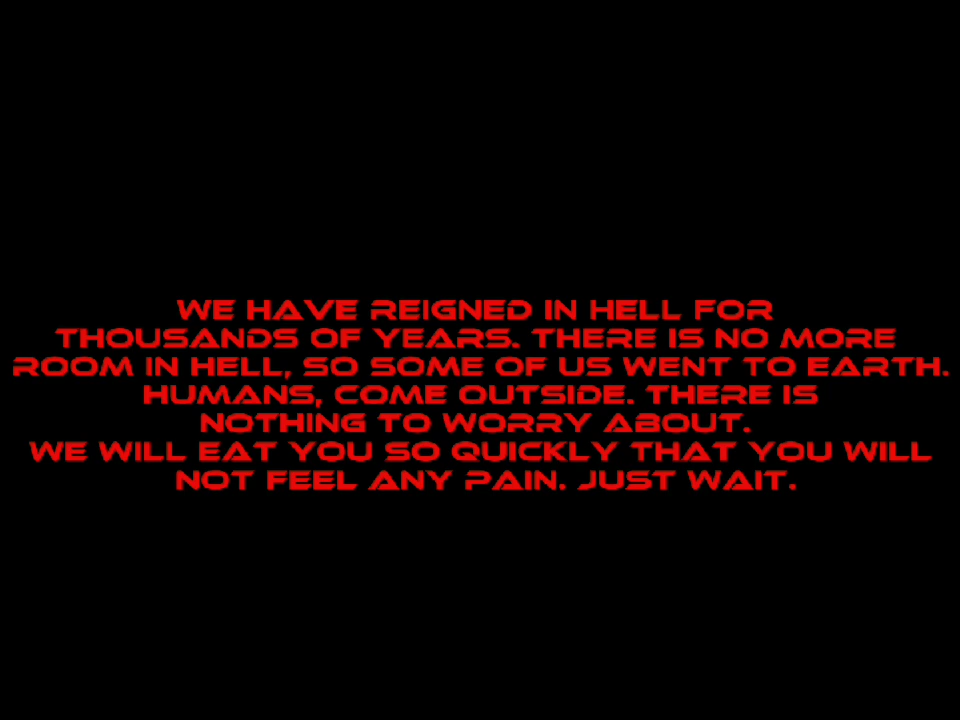 WE HAVE REIGNED IN HELL FOR
THOUSANDS OF YEARS. THERE IS NO MORE
ROOM IN HELL, SO SOME OF US WENT TO EARTH.
HUMANS, COME OUTSIDE. THERE IS
NOTHING TO WORRY ABOUT.
WE WILL EAT YOU SO QUICKLY THAT YOU WILL
NOT FEEL ANY PAIN. JUST WAIT.